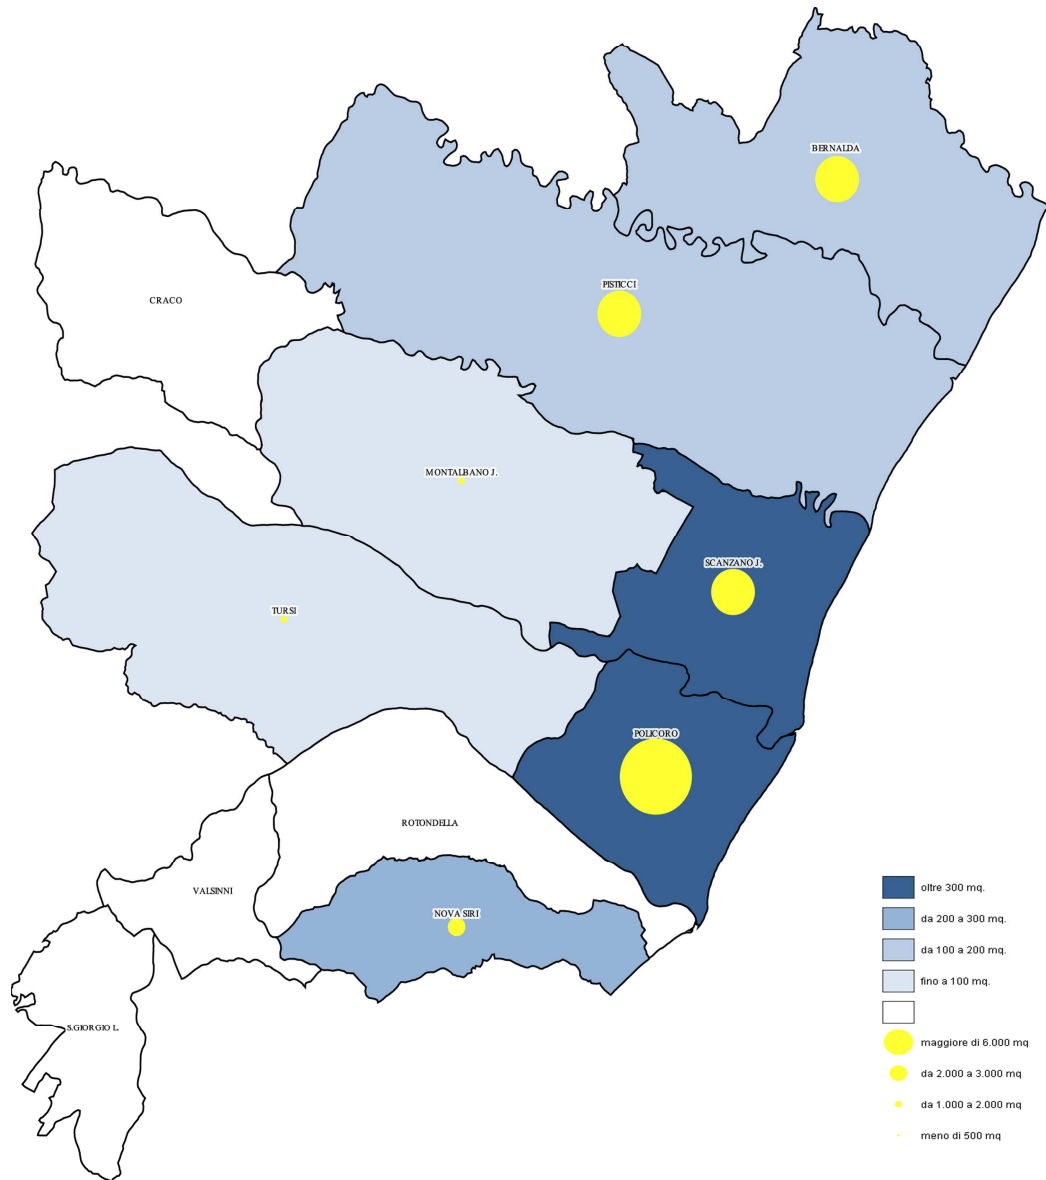 BERNALDA
PISTICCI
CRACO
MONTALBANO J.
SCANZANO J.
TURSI
POLICORO
ROTONDELLA
VALSINNI
NOVA SIRI
S.GIORGIO L.
oltre 300 mq.
da 200 a 300 mq.
da 100 a 200 mq.
fino a 100 mq.
maggiore di 6.000 mq
da 2.000 a 3.000 mq
da 1.000 a 2.000 mq
meno di 500 mq